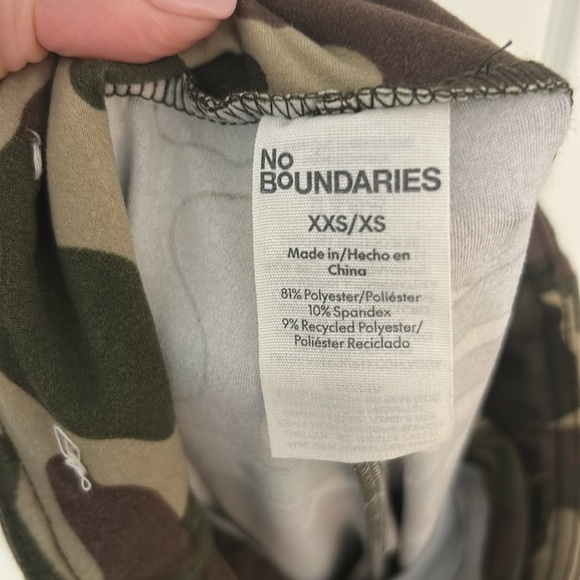 No
BoUNDARIES
XXS/XS
Made in/Hecho en
China
81% Polyester/Poliéster
10% Spandex
9% Recycled Polyester/
Poliéster Reciclado